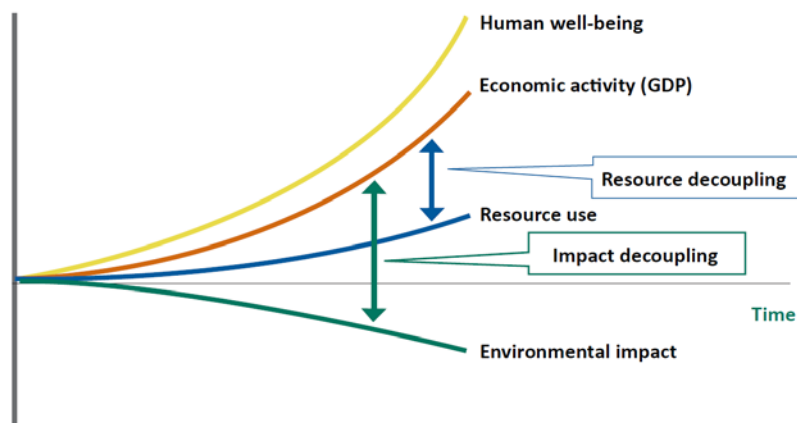 Human well-being
Economic activity (GDP)
Resource decoupling
Resource use
Impact decoupling
Time
Environmental impact